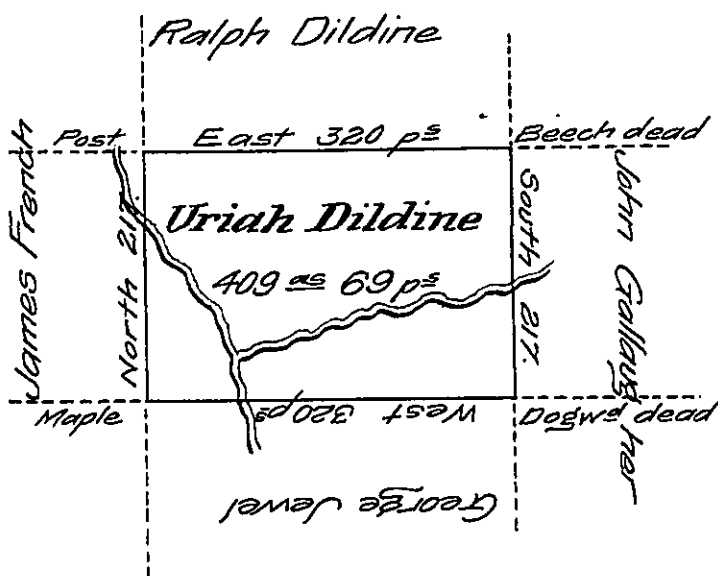 Ralph Dildine
Post
East 320 ps
Beech dead
James French
North 217.
Uriah Dildine
409 as 69 ps
South 217.
John Gallaugher
Maple
West 320 ps
Dogwd dead
George Jewel